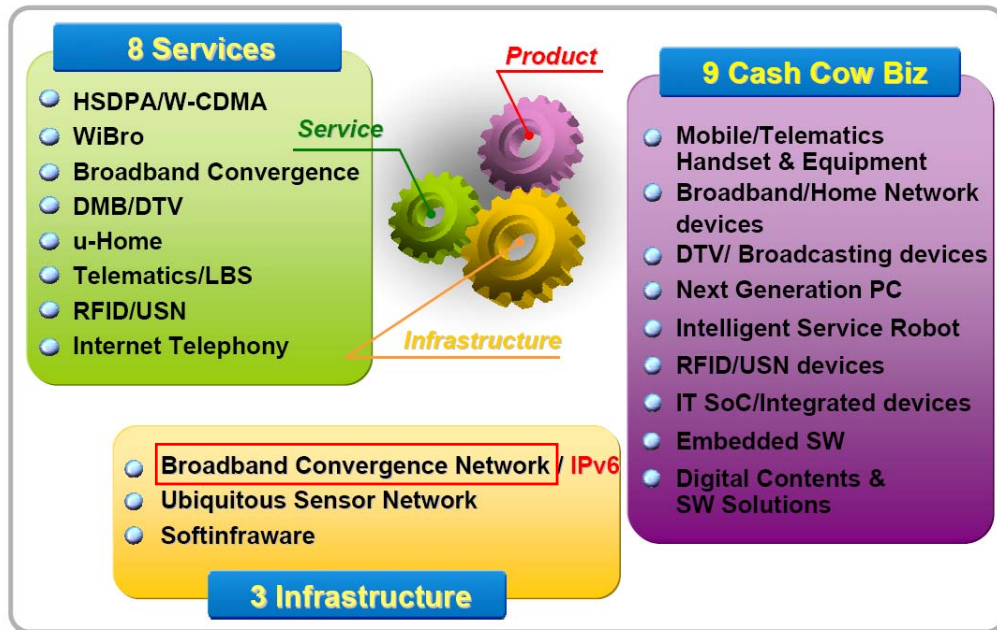 8 Services
HSDPA/W-CDMA
WiBro
Broadband Convergence
DMB/DTV
u-Home
Telematics/LBS
RFID/USN
Internet Telephony
Product
Service
Infrastructure
9 Cash Cow Biz
Mobile/Telematics
Handset & Equipment
Broadband/Home Network
devices
DTV/ Broadcasting devices
Next Generation PC
Intelligent Service Robot
RFID/USN devices
IT SoC/Integrated devices
Embedded SW
Digital Contents &
SW Solutions
Broadband Convergence Network / IPv6
Ubiquitous Sensor Network
Softinfraware
3 Infrastructure